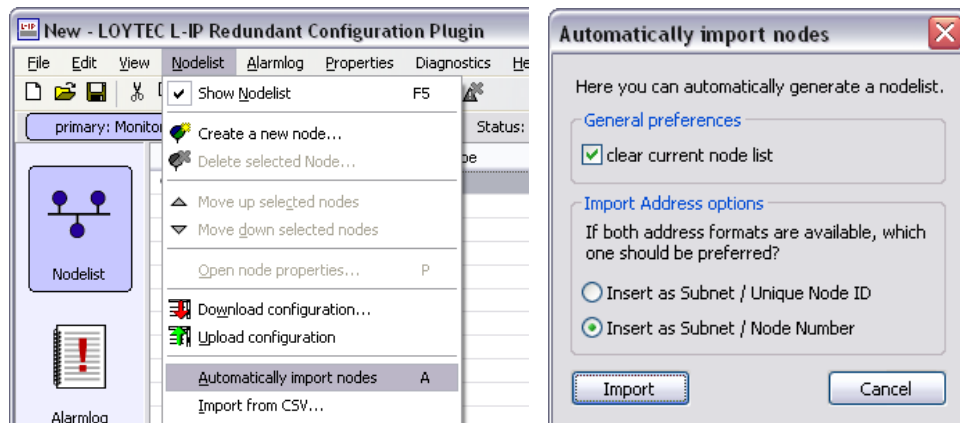 L-IP
New - LOYTEC L-IP Redundant Configuration Plugin
File Edit View Nodelist Alarmlog Properties Diagnostics He
primary: Monito
Status:
pe
Nodelist
Alarmlog
Show Nodelist F5
Create a new node...
Delete selected Node...
Move up selected nodes
Move down selected nodes
Open node properties... P
Download configuration...
Upload configuration
Automatically import nodes A
Import from CSV...
Automatically import nodes
Here you can automatically generate a nodelist.
General preferences
clear current node list
Import Address options
If both address formats are available, which
one should be preferred?
Insert as Subnet / Unique Node ID
Insert as Subnet / Node Number
Import
Cancel